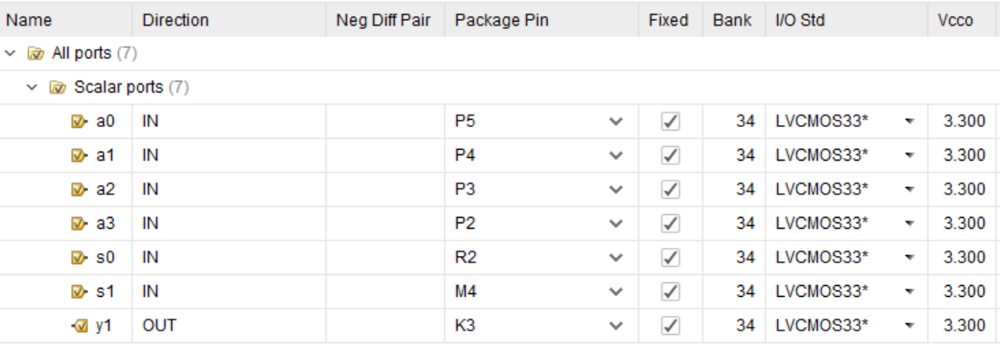 Name Direction Neg Diff Pair Package Pin Fixed Bank I/O Std Vcco
All ports (7)
Scalar ports (7)
a0 IN P5 34 LVCMOS33* 3.300
a1 IN P4 34 LVCMOS33* 3.300
a2 IN P3 34 LVCMOS33* 3.300
a3 IN P2 34 LVCMOS33* 3.300
s0 IN R2 34 LVCMOS33* 3.300
s1 IN M4 34 LVCMOS33* 3.300
y1 OUT K3 34 LVCMOS33* 3.300